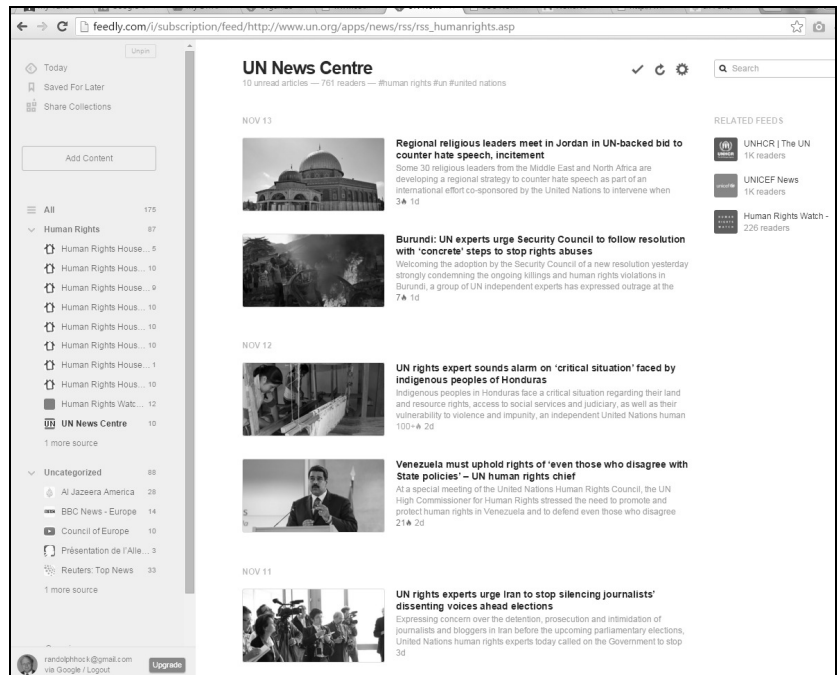 feedly.com/i/subscription/feed/http://www.un.org/apps/news/rss/rss_humanrights.asp
Unpin
Today
Saved For Later
Share Collections
Add Content
All 175
Human Rights 87
Human Rights House... 5
Human Rights Hous... 10
Human Rights House... 9
Human Rights Hous... 10
Human Rights Hous... 10
Human Rights Hous... 10
Human Rights House... 1
Human Rights Hous... 10
Human Rights Watc... 12
UN News Centre 10
1 more source
Uncategorized 88
Al Jazeera America 28
BBC News - Europe 14
Council of Europe 10
Présentation de l'Alle... 3
Reuters: Top News 33
1 more source
randolphhock@gmail.com
via Google / Logout
Upgrade
UN News Centre
10 unread articles — 761 readers — #human rights #un #united nations
NOV 13
Regional religious leaders meet in Jordan in UN-backed bid to
counter hate speech, incitement
Some 30 religious leaders from the Middle East and North Africa are
developing a regional strategy to counter hate speech as part of an
international effort co-sponsored by the United Nations to intervene when
3 1d
Burundi: UN experts urge Security Council to follow resolution
with 'concrete' steps to stop rights abuses
Welcoming the adoption by the Security Council of a new resolution yesterday
strongly condemning the ongoing killings and human rights violations in
Burundi, a group of UN independent experts has expressed outrage at the
7 1d
NOV 12
UN rights expert sounds alarm on 'critical situation' faced by
indigenous peoples of Honduras
Indigenous peoples in Honduras face a critical situation regarding their land
and resource rights, access to social services and judiciary, as well as their
vulnerability to violence and impunity, an independent United Nations human
100+ 2d
Venezuela must uphold rights of 'even those who disagree with
State policies' – UN human rights chief
At a special meeting of the United Nations Human Rights Council, the UN
High Commissioner for Human Rights stressed the need to promote and
protect human rights in Venezuela and to defend even those who disagree
21 2d
NOV 11
UN rights experts urge Iran to stop silencing journalists'
dissenting voices ahead elections
Expressing concern over the detention, prosecution and intimidation of
journalists and bloggers in Iran before the upcoming parliamentary elections,
United Nations human rights experts today called on the Government to stop
3d
Search
RELATED FEEDS
UNHCR | The UN
1K readers
UNICEF News
1K readers
Human Rights Watch -
226 readers